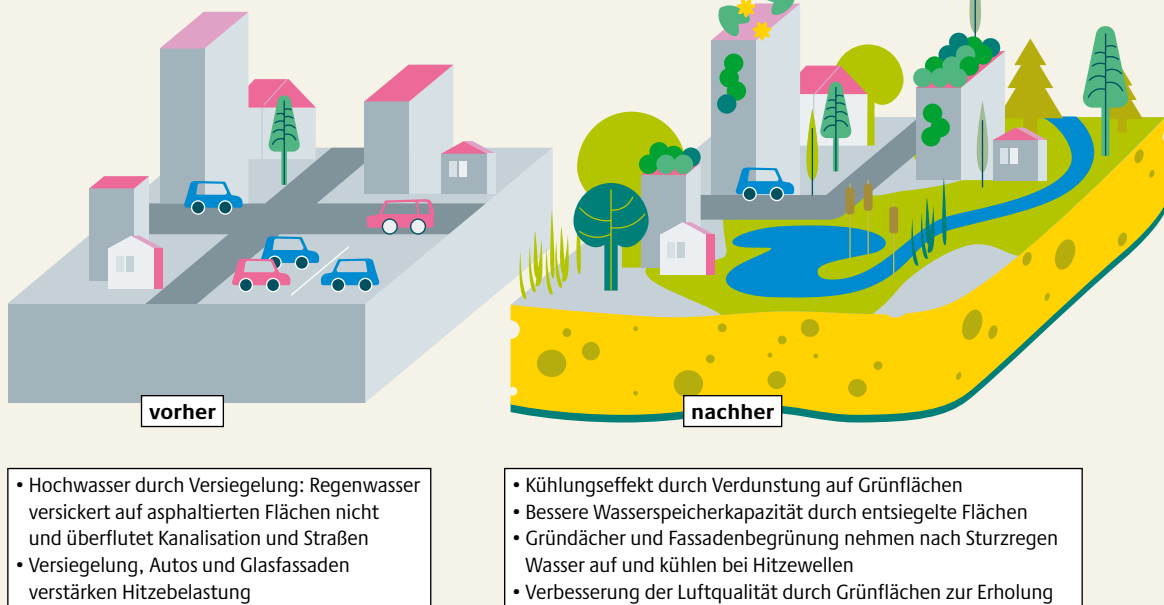 vorher
nachher
• Hochwasser durch Versiegelung: Regenwasser
versickert auf asphaltierten Flächen nicht
und überflutet Kanalisation und Straßen
• Versiegelung, Autos und Glasfassaden
verstärken Hitzebelastung
• Kühlungseffekt durch Verdunstung auf Grünflächen
• Bessere Wasserspeicherkapazität durch entsiegelte Flächen
• Gründächer und Fassadenbegrünung nehmen nach Sturzregen
Wasser auf und kühlen bei Hitzewellen
• Verbesserung der Luftqualität durch Grünflächen zur Erholung